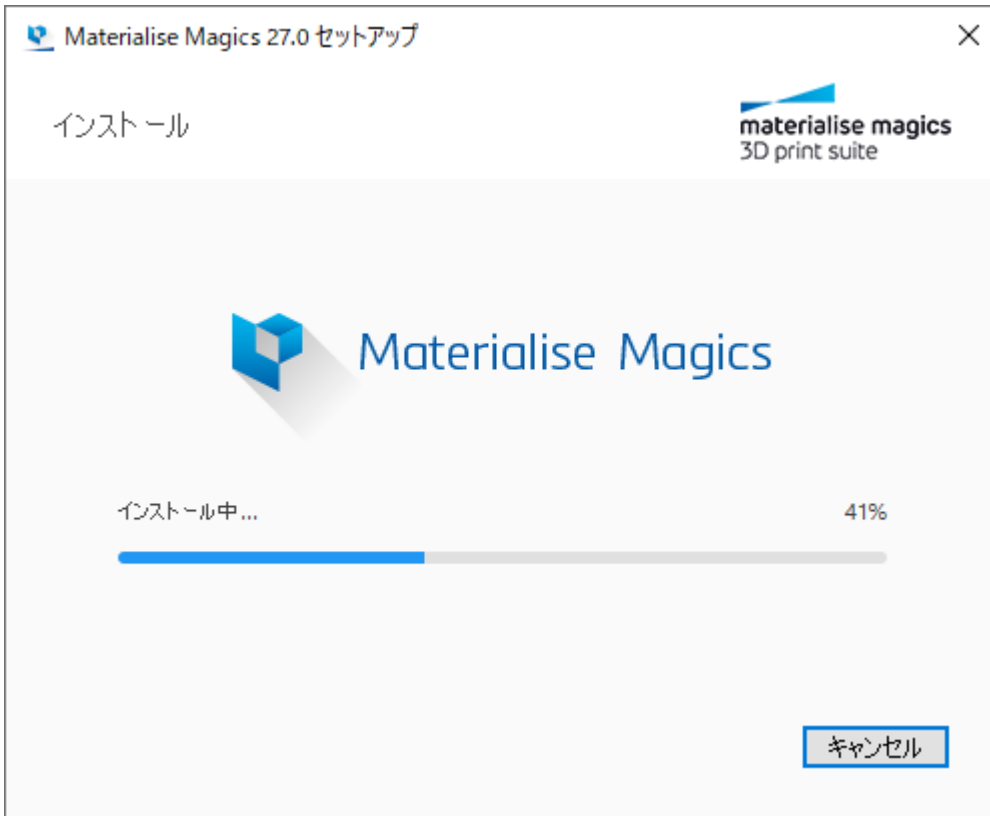 Materialise Magics 27.0 セットアップ
インストール
materialise magics
3D print suite
Materialise Magics
インストール中...
41%
キャンセル